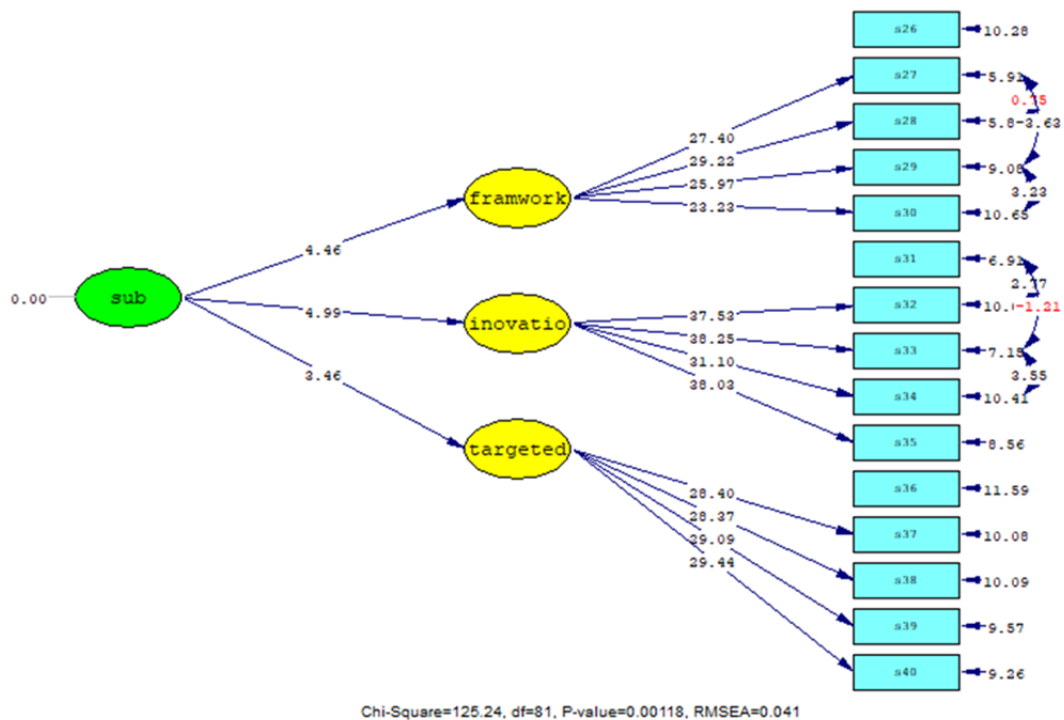 s26 10.28
s27 5.91
0.75
s28 5.8 -3.63
27.40
29.22
s29 9.08
framwork 25.97
3.23
23.23 s30 10.65
4.46
s31 6.91
2.77
0.00 sub s32 -1.21
4.99 37.53
inovatio 38.25 s33 7.15
31.10 3.55
3.46 38.03 s34 10.41
s35 8.56
targeted
28.40 s36 11.59
28.37
29.09 s37 10.08
29.44
s38 10.09
s39 9.57
s40 9.26
Chi-Square=125.24, df=81, P-value=0.00118, RMSEA=0.041